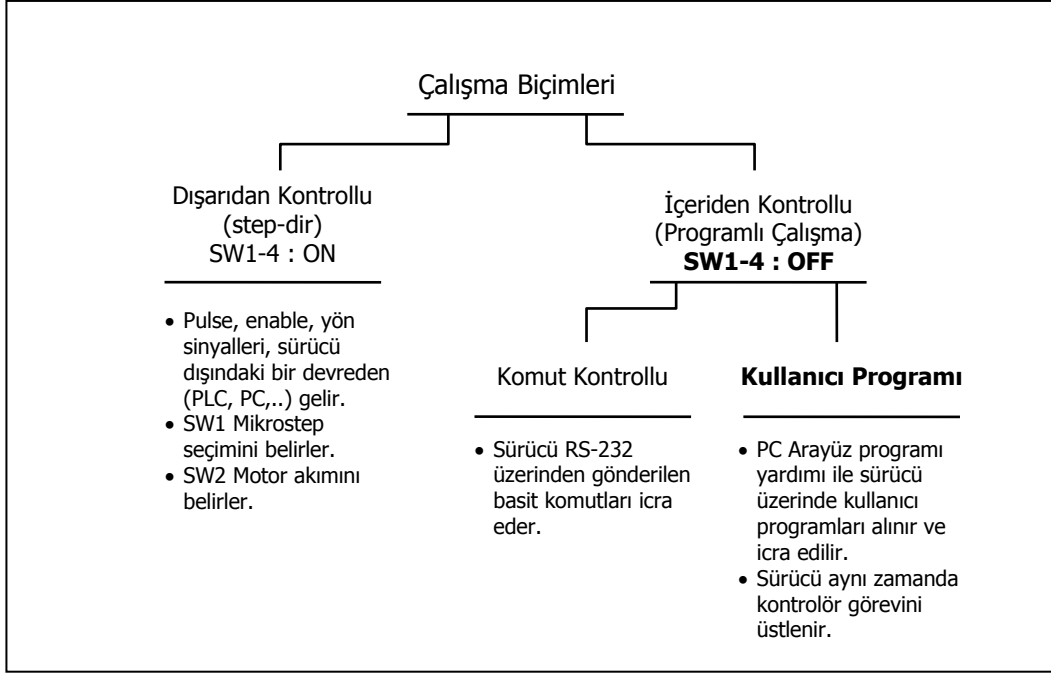 Çalışma Biçimleri
Dışarıdan Kontrollu
(step-dir)
SW1-4 : ON
• Pulse, enable, yön
sinyalleri, sürücü
dışındaki bir devreden
(PLC, PC,..) gelir.
• SW1 Mikrostep
seçimini belirler.
• SW2 Motor akımını
belirler.
İçeriden Kontrollu
(Programlı Çalışma)
SW1-4 : OFF
Komut Kontrollu
• Sürücü RS-232
üzerinden gönderilen
basit komutları icra
eder.
Kullanıcı Programı
• PC Arayüz programı
yardımı ile sürücü
üzerinde kullanıcı
programları alınır ve
icra edilir.
• Sürücü aynı zamanda
kontrolör görevini
üstlenir.